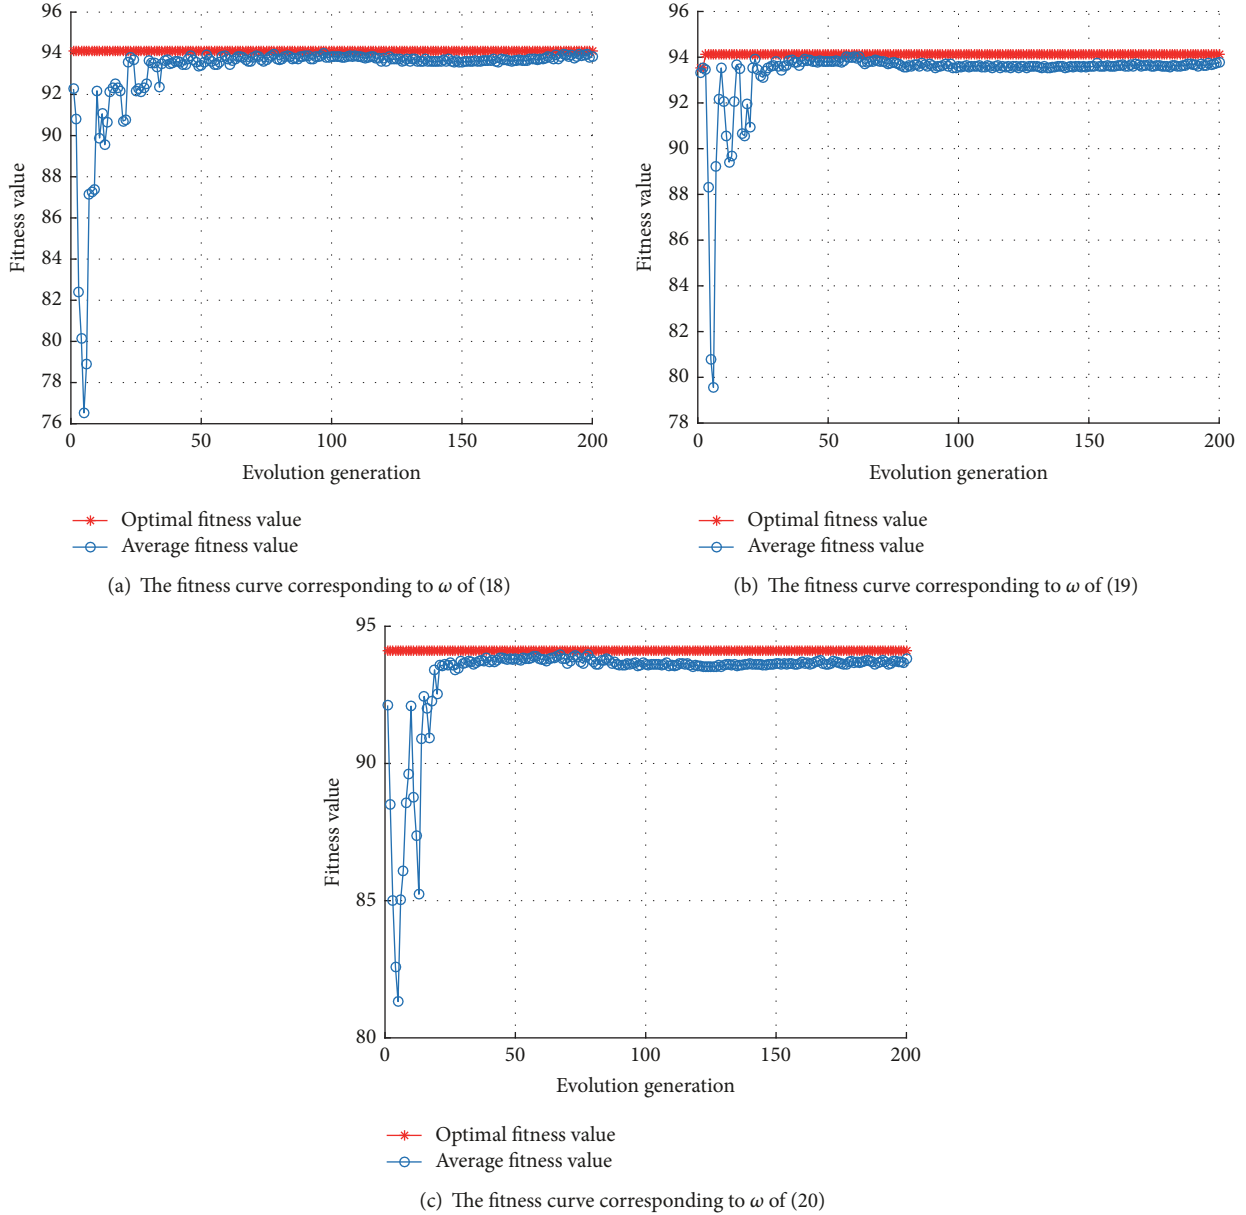 96
94
92
90
88
86
84
82
80
78
76
Fitness value
0
50
100
150
200
Evolution generation
Optimal fitness value
Average fitness value
(a) The fitness curve corresponding to ω of (18)
96
94
92
90
88
86
84
82
80
78
Fitness value
0
50
100
150
200
Evolution generation
Optimal fitness value
Average fitness value
(b) The fitness curve corresponding to ω of (19)
95
90
85
80
Fitness value
0
50
100
150
200
Evolution generation
Optimal fitness value
Average fitness value
(c) The fitness curve corresponding to ω of (20)